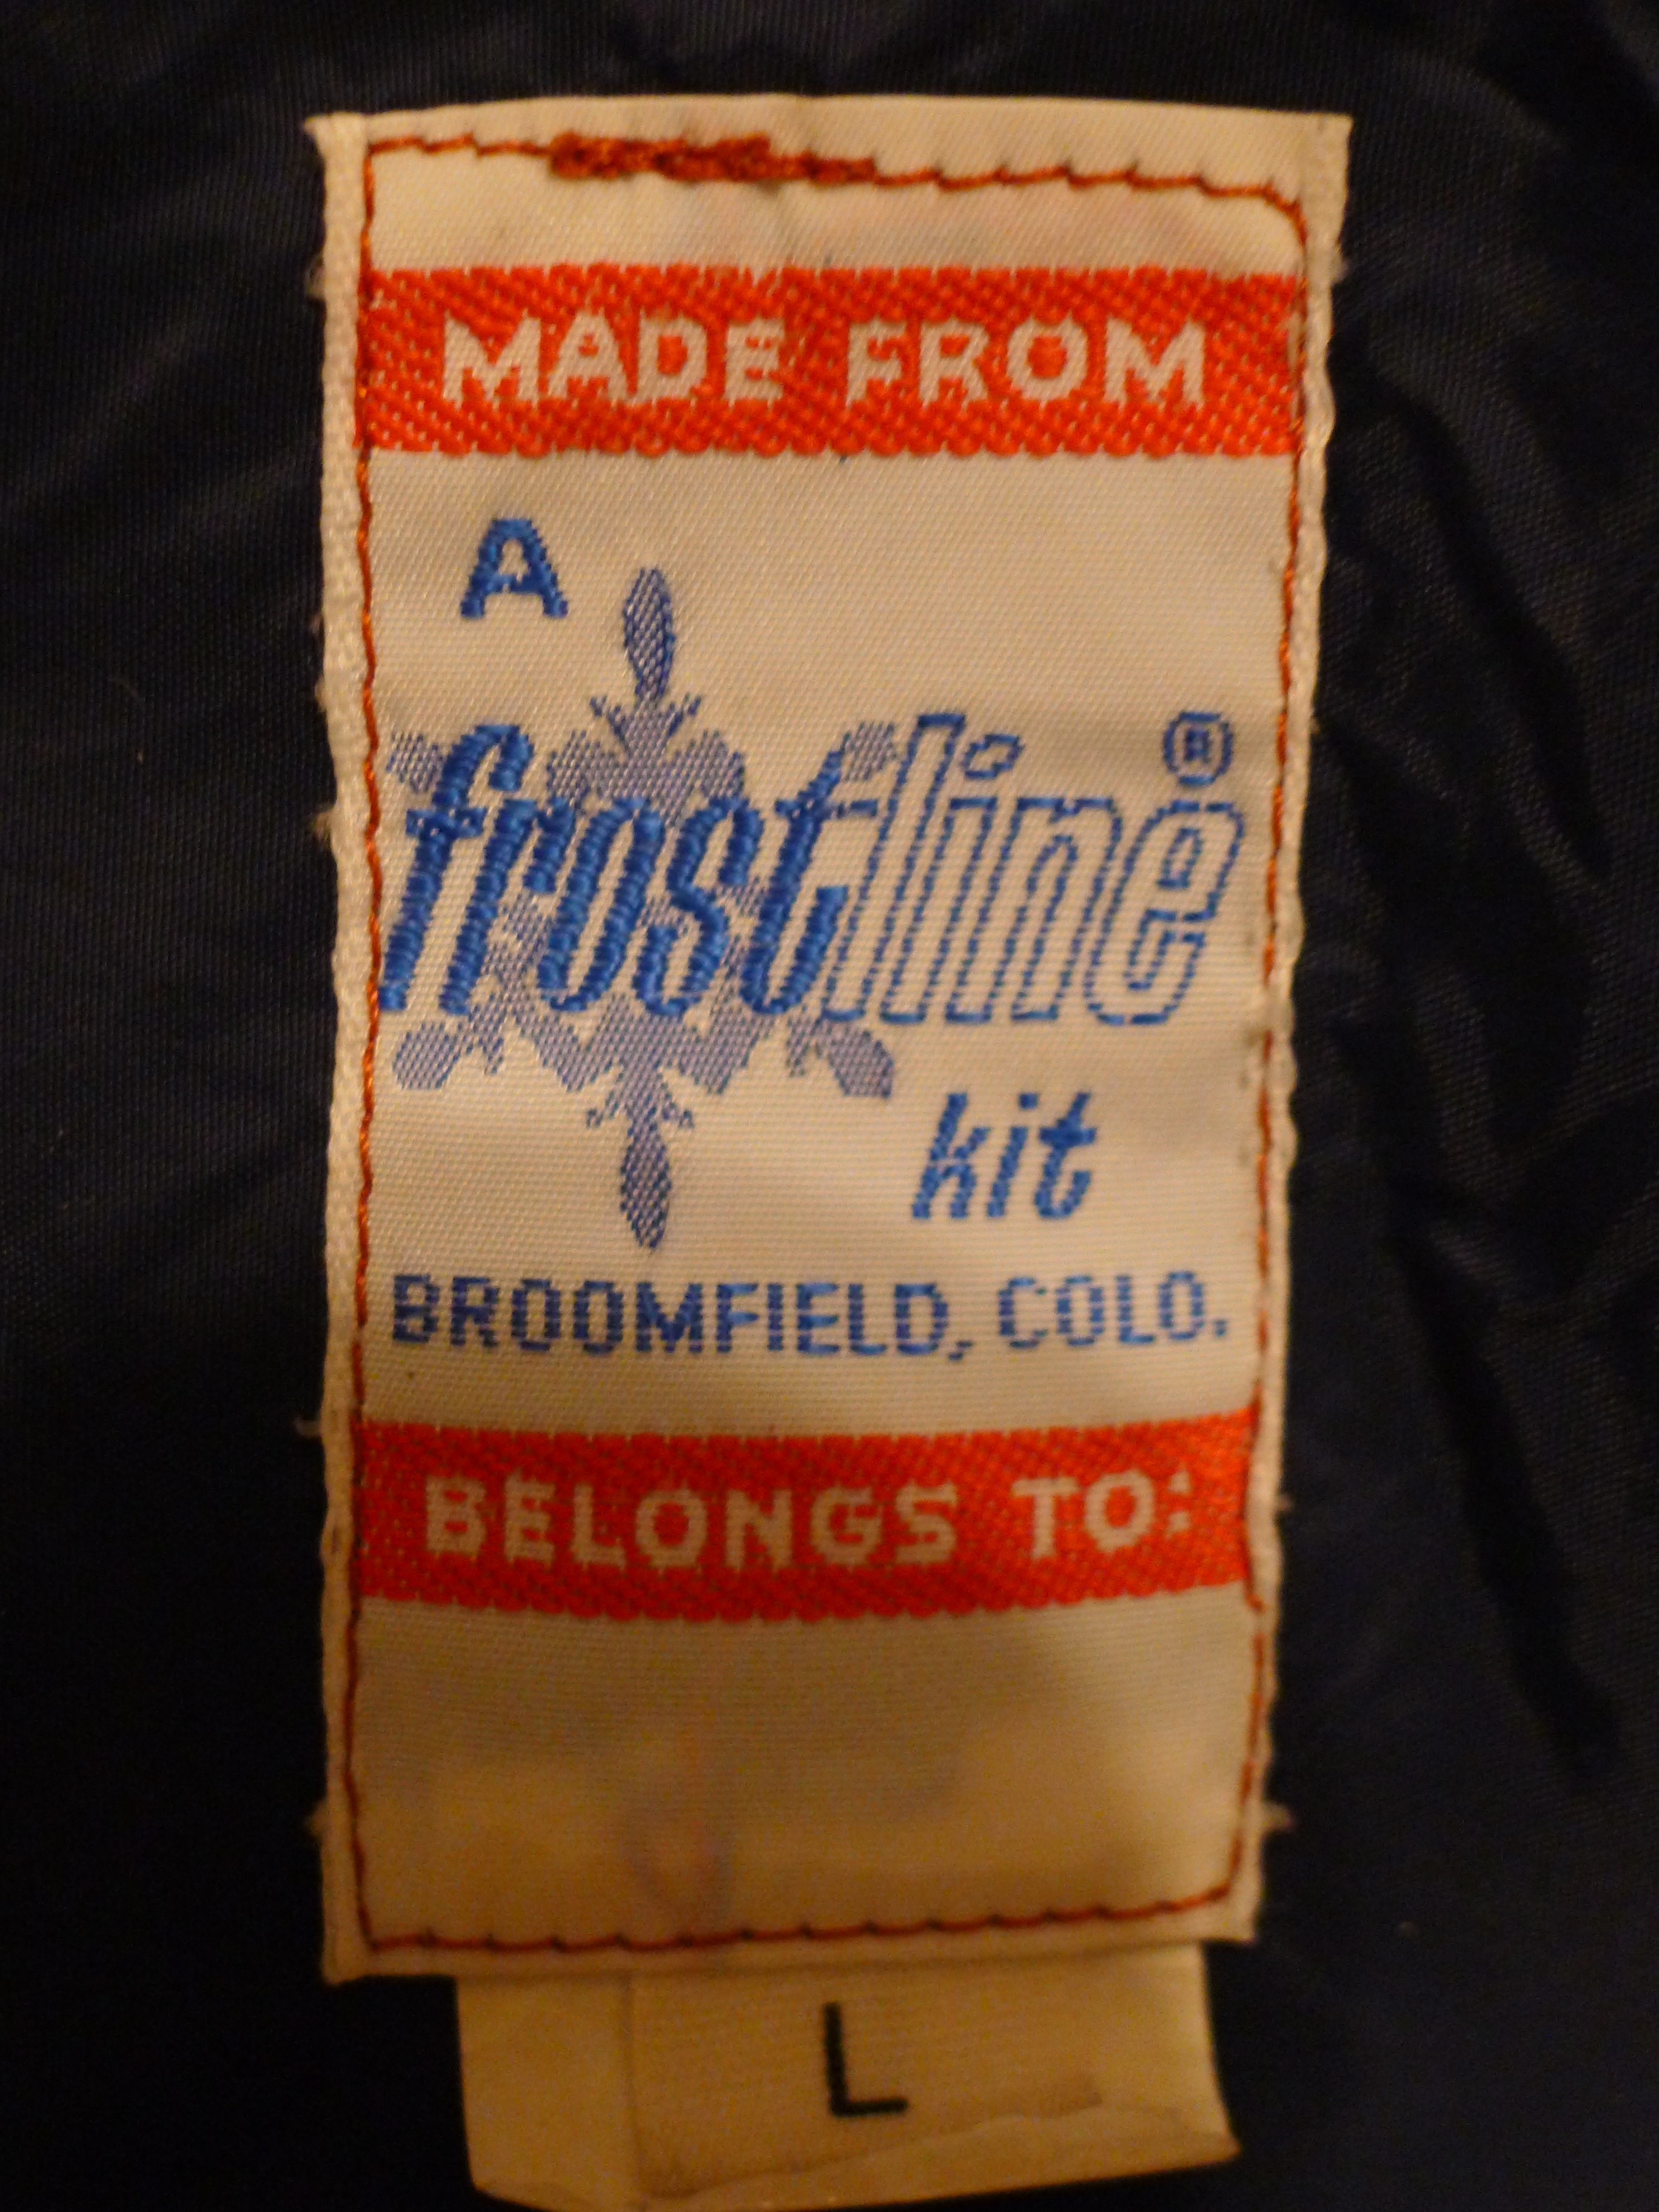 MADE FROM
A
frostline®
kit
BROOMFIELD, COLO.
BELONGS TO:
L